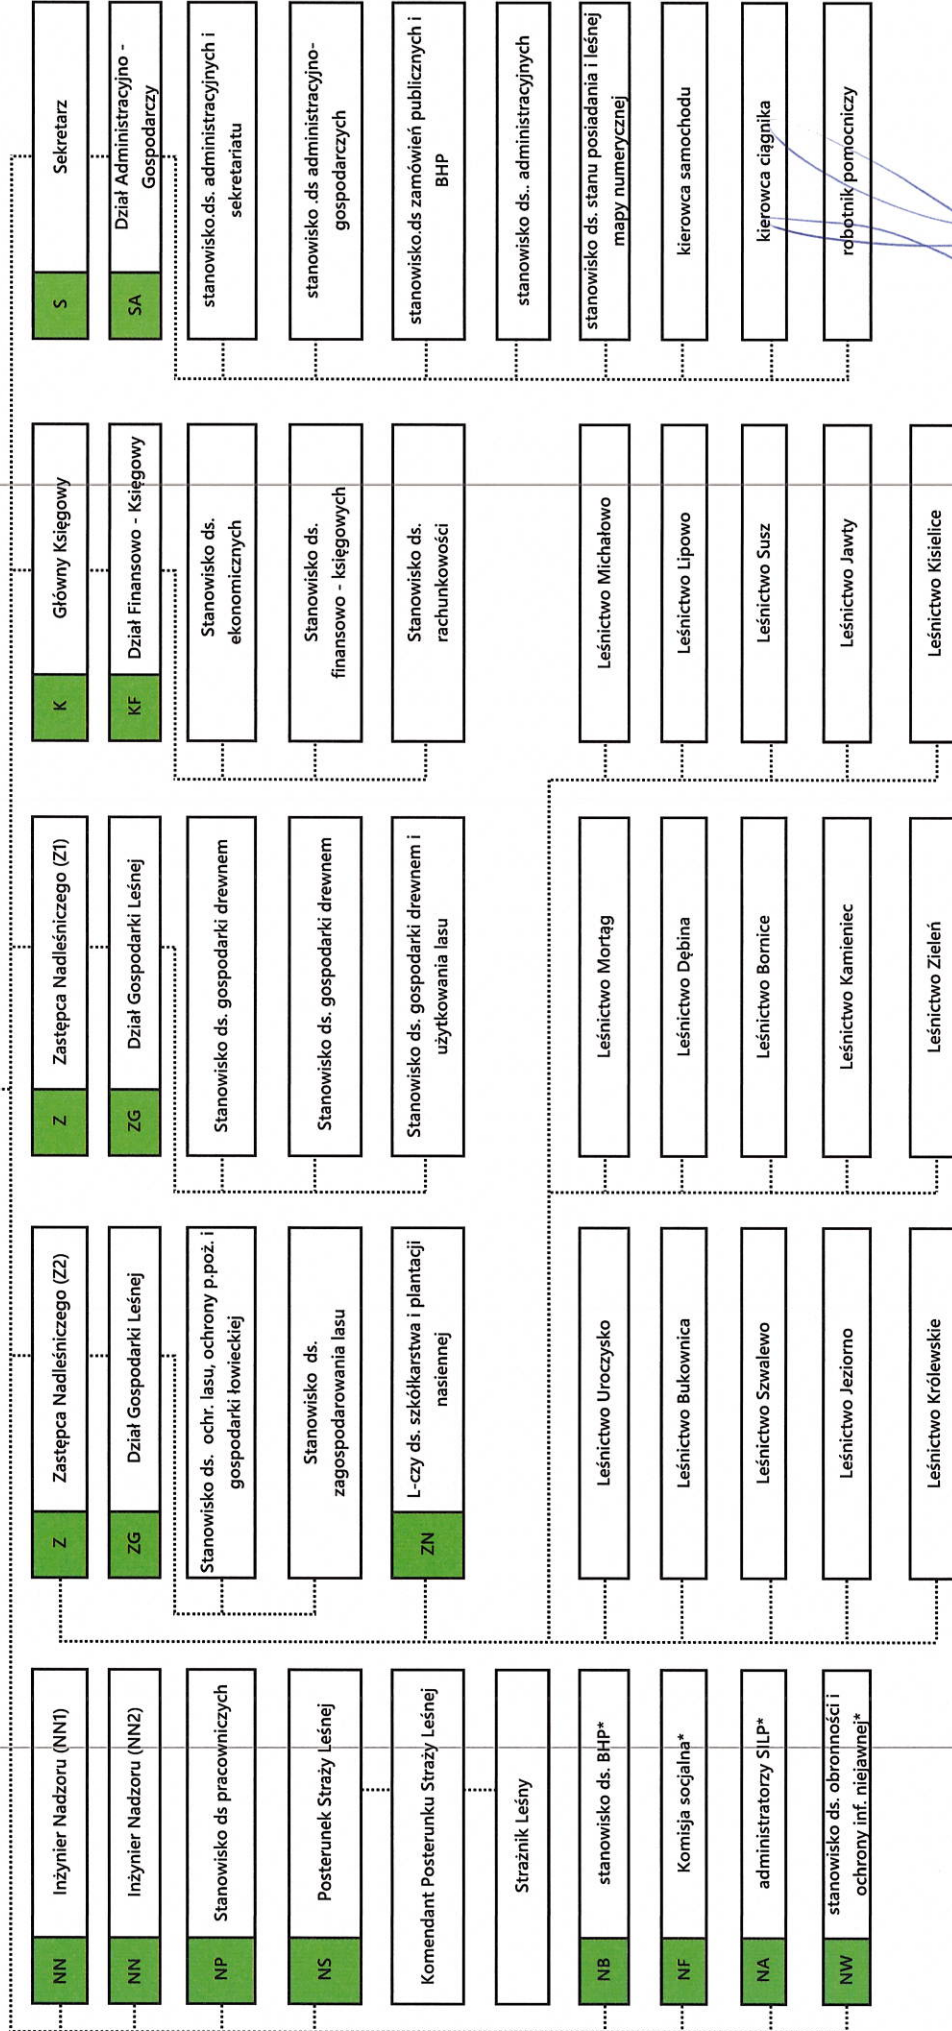 NN
Inżynier Nadzoru (NN1)
NN
Inżynier Nadzoru (NN2)
NP
Stanowisko ds pracowniczych
NS
Posterunek Straży Leśnej
Komendant Posterunku Straży Leśnej
Strażnik Leśny
NB
stanowisko ds. BHP*
NF
Komisja socjalna*
NA
administratorzy SILP*
NW
stanowisko ds. obronności i
ochrony inf. niejawnej*
Z
Zastępca Nadleśniczego (Z2)
ZG
Dział Gospodarki Leśnej
Stanowisko ds. ochr. lasu, ochrony p.poż. i
gospodarki łowieckiej
Stanowisko ds.
zagospodarowania lasu
ZN
L-czy ds. szkółkarstwa i plantacji
nasiennej
Leśnictwo Uroczysko
Leśnictwo Bukownica
Leśnictwo Szwalewo
Leśnictwo Jeziorno
Leśnictwo Królewskie
Z
Zastępca Nadleśniczego (Z1)
ZG
Dział Gospodarki Leśnej
Stanowisko ds. gospodarki drewnem
Stanowisko ds. gospodarki drewnem
Stanowisko ds. gospodarki drewnem i
użytkowania lasu
Leśnictwo Mortąg
Leśnictwo Dębina
Leśnictwo Bornice
Leśnictwo Kamieniec
Leśnictwo Zieleń
K
Główny Księgowy
KF
Dział Finansowo - Księgowy
Stanowisko ds.
ekonomicznych
Stanowisko ds.
finansowo - księgowych
Stanowisko ds.
rachunkowości
Leśnictwo Michałowo
Leśnictwo Lipowo
Leśnictwo Susz
Leśnictwo Jawty
Leśnictwo Kisielice
S
Sekretarz
SA
Dział Administracyjno -
Gospodarczy
stanowisko.ds. administracyjnych i
sekretariatu
stanowisko .ds administracyjno-
gospodarczych
stanowisko.ds zamówień publicznych i
BHP
stanowisko ds.. administracyjnych
stanowisko ds. stanu posiadania i leśnej
mapy numerycznej
kierowca samochodu
kierowca ciągnika
robotnik pomocniczy